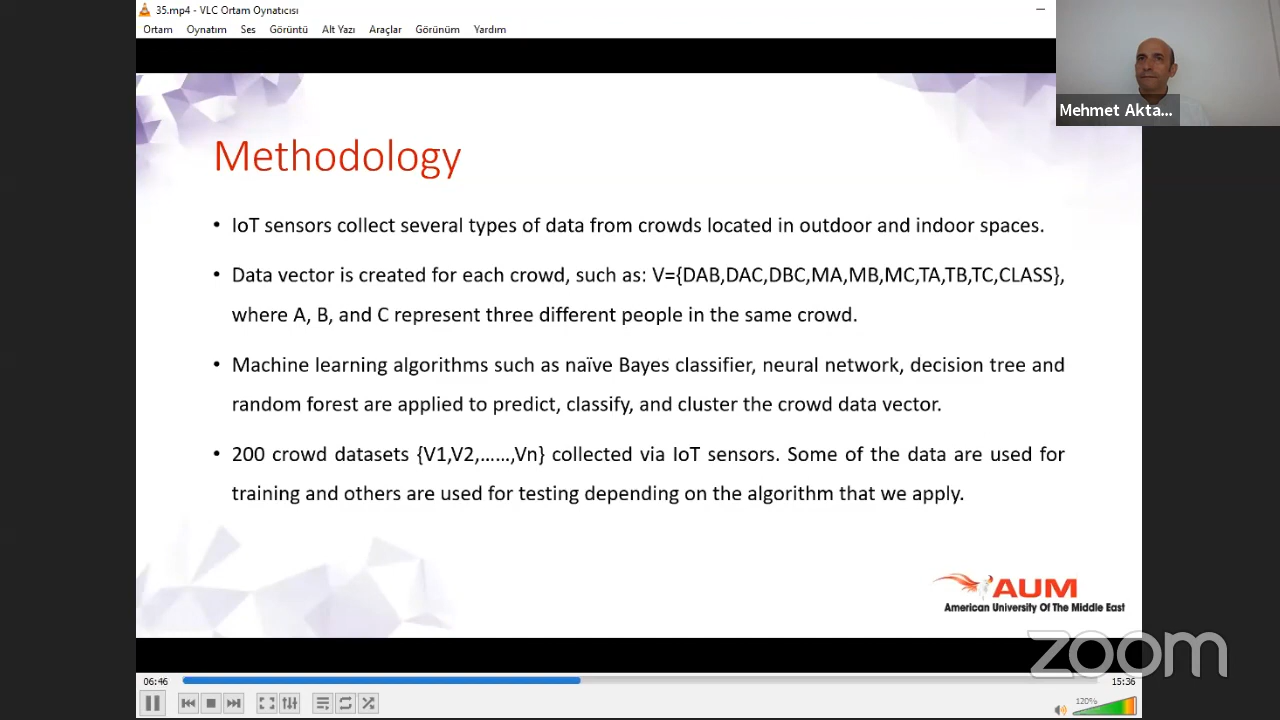 35.mp4 - VLC Ortam Oynatıcısı
Ortam Oynatım Ses Görüntü Alt Yazı Araçlar Görünüm Yardım
Mehmet Akta...
Methodology
• IoT sensors collect several types of data from crowds located in outdoor and indoor spaces.
• Data vector is created for each crowd, such as: V={DAB,DAC,DBC,MA,MB,MC,TA,TB,TC,CLASS},
where A, B, and C represent three different people in the same crowd.
• Machine learning algorithms such as naïve Bayes classifier, neural network, decision tree and
random forest are applied to predict, classify, and cluster the crowd data vector.
• 200 crowd datasets {V1,V2,……,Vn} collected via IoT sensors. Some of the data are used for
training and others are used for testing depending on the algorithm that we apply.
AUM
American University Of The Middle East
zoom
06:46
15:36
120%